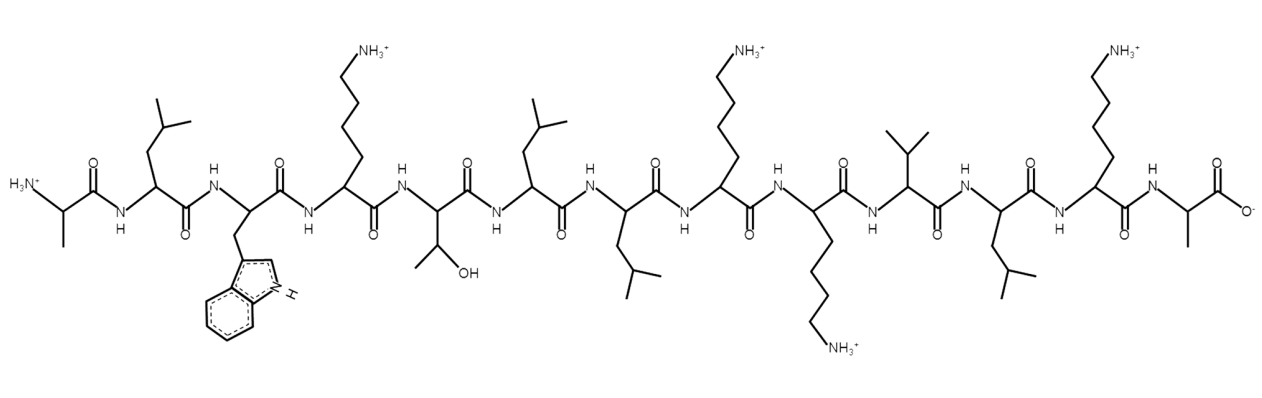 NH₃⁺ NH₃⁺ NH₃⁺
O H O H O H O H O H O H O
H₃N⁺ N N N N N N N N N N N N O⁻
H O H O H O H O H O H O
OH
N
H
NH₃⁺